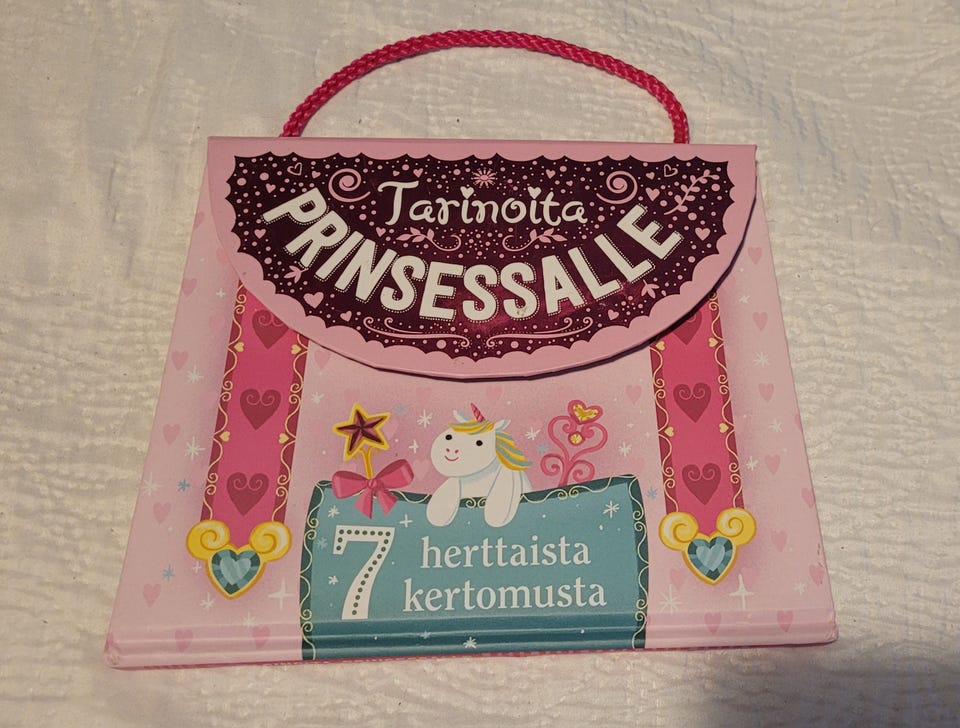 Tarinoita
PRINSESSALLE
7 herttaista
kertomusta